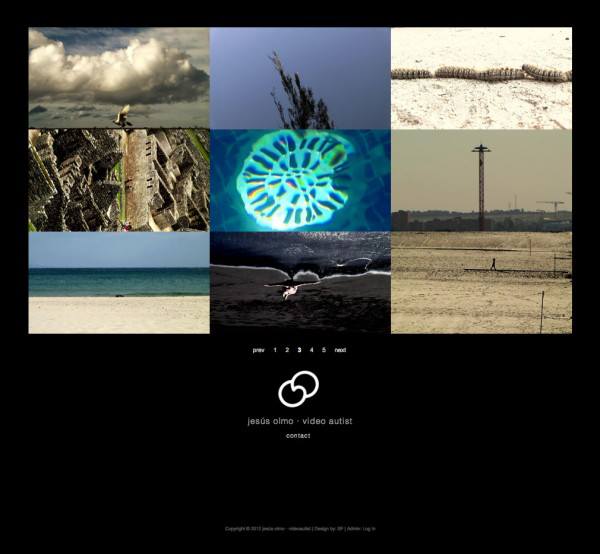 prev 1 2 3 4 5 next
jesús olmo · video autist
contact
Copyright © 2012 jesús olmo - videoautist | Design by: SP | Admin: Log in